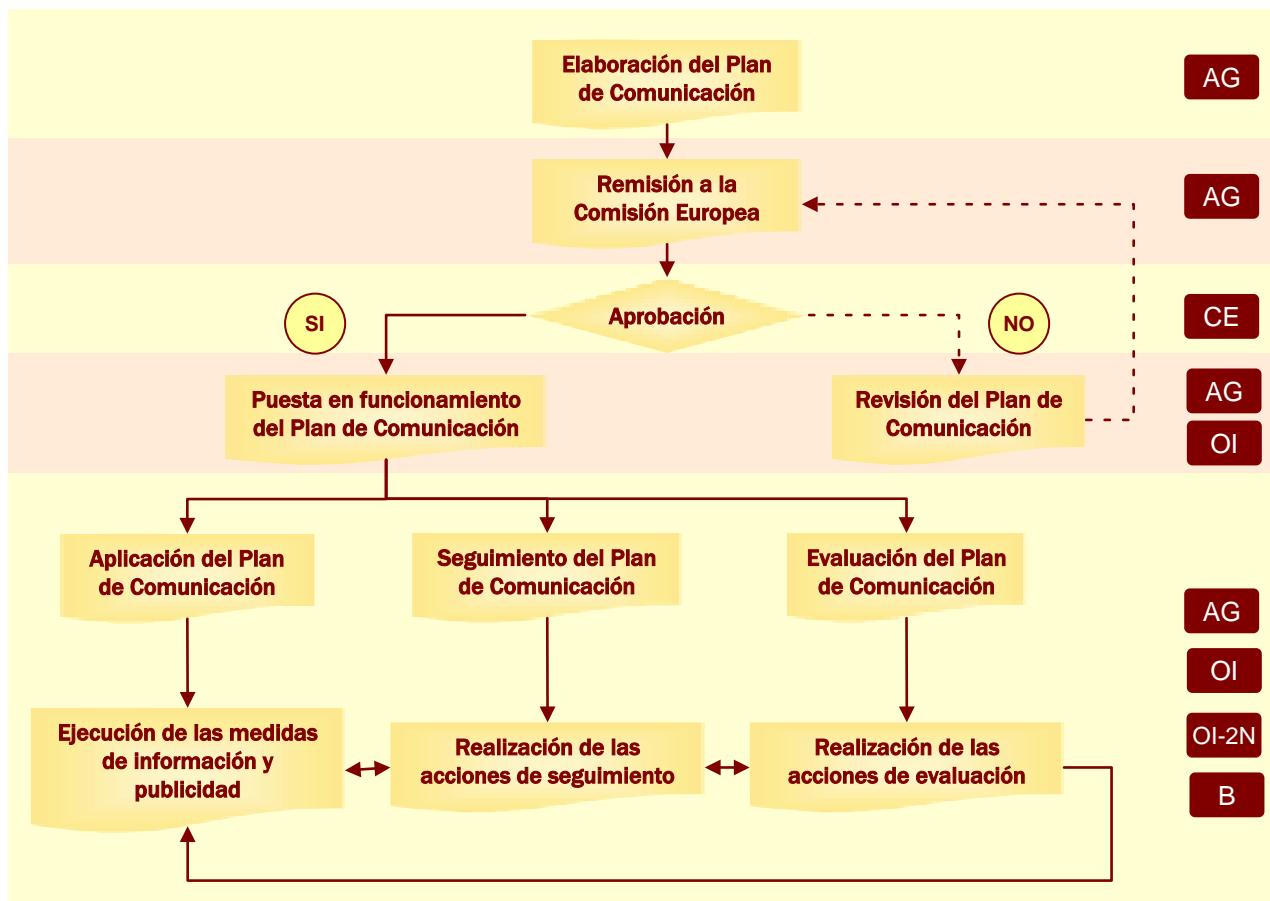 Elaboración del Plan
de Comunicación
AG
Remisión a la
Comisión Europea
AG
SI
Aprobación
NO
CE
Puesta en funcionamiento
del Plan de Comunicación
Revisión del Plan de
Comunicación
AG
OI
Aplicación del Plan
de Comunicación
Seguimiento del Plan
de Comunicación
Evaluación del Plan
de Comunicación
AG
OI
Ejecución de las medidas
de información y
publicidad
Realización de las
acciones de seguimiento
Realización de las
acciones de evaluación
OI-2N
B